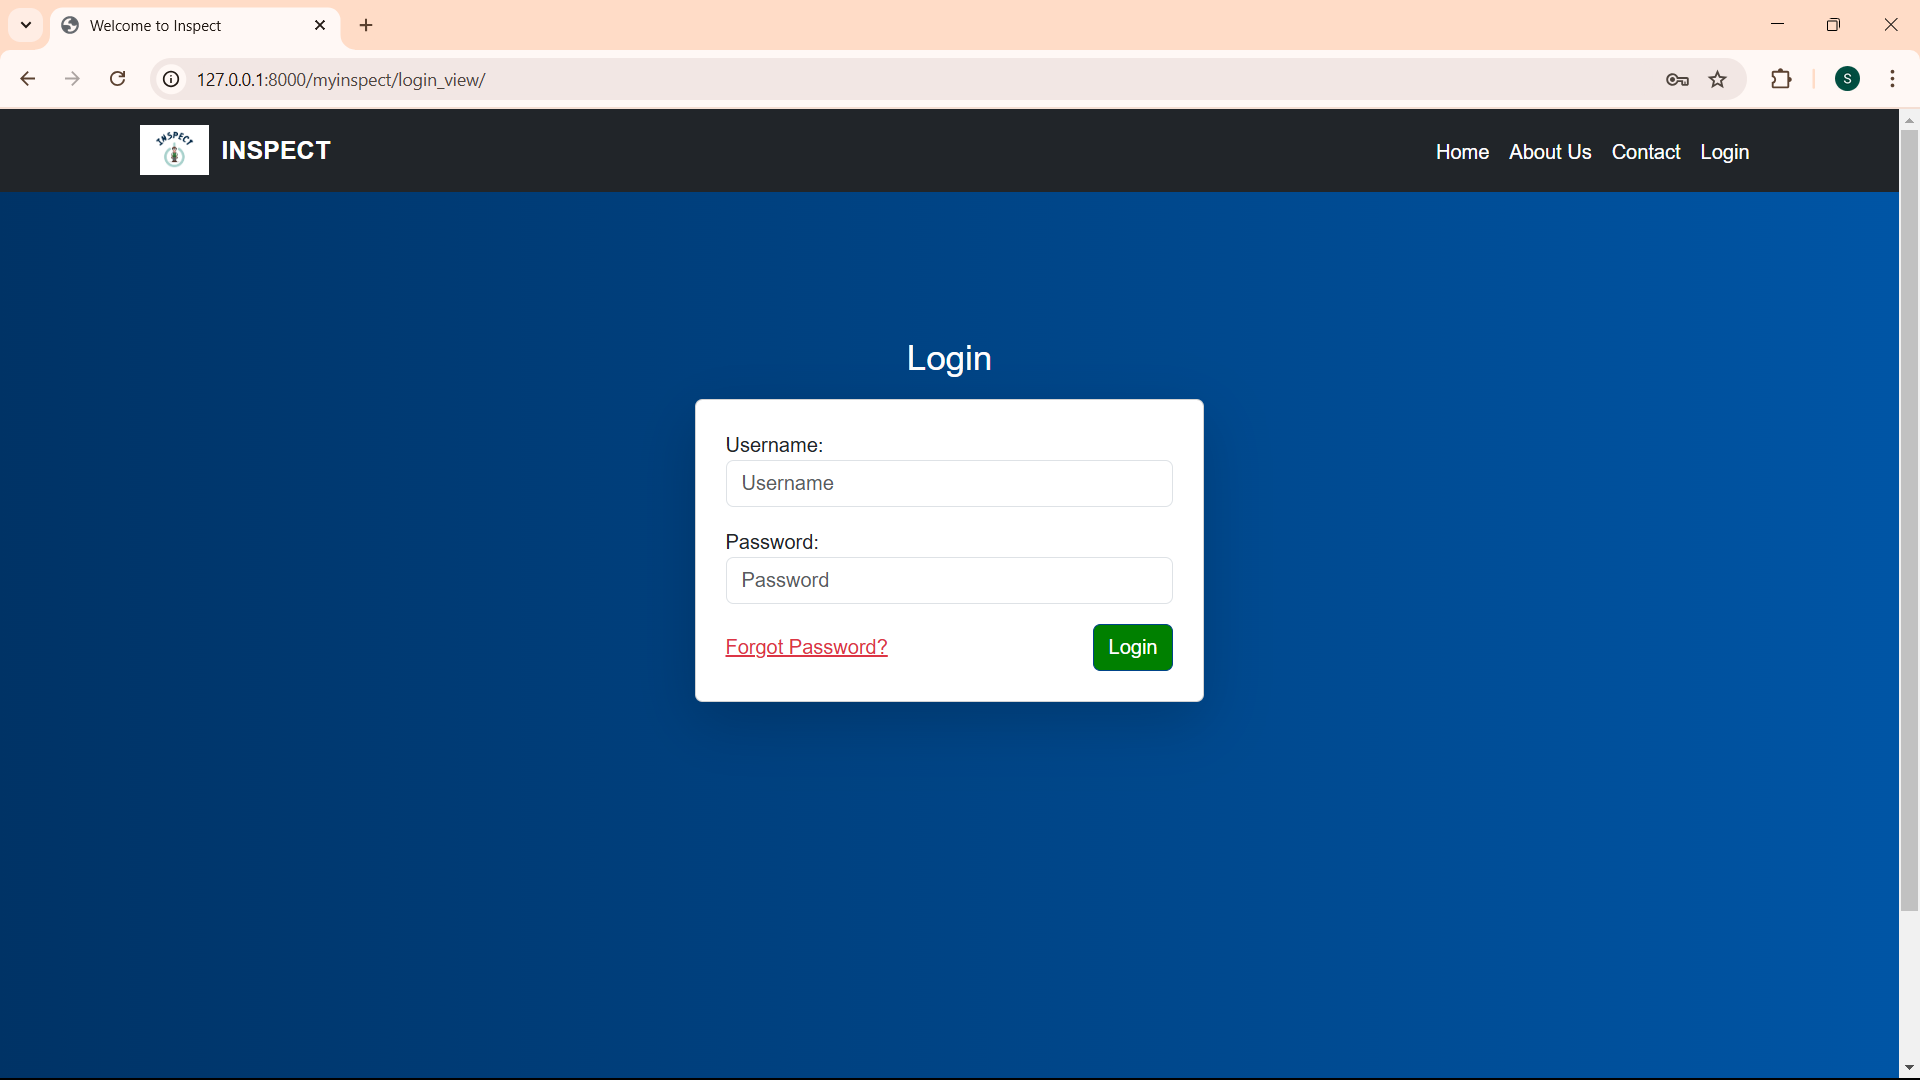 Welcome to Inspect
127.0.0.1:8000/myinspect/login_view/
S
INSPECT
INSPECT
Home About Us Contact Login
Login
Username:
Username
Password:
Password
Forgot Password? Login